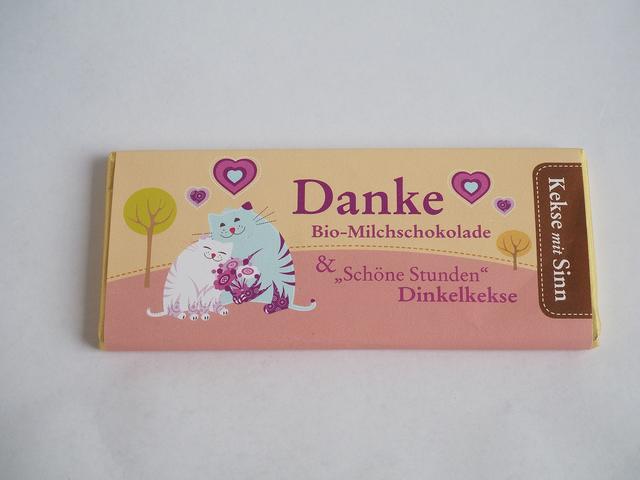 Danke
Bio-Milchschokolade
& „Schöne Stunden“
Dinkelkekse
Kekse mit Sinn